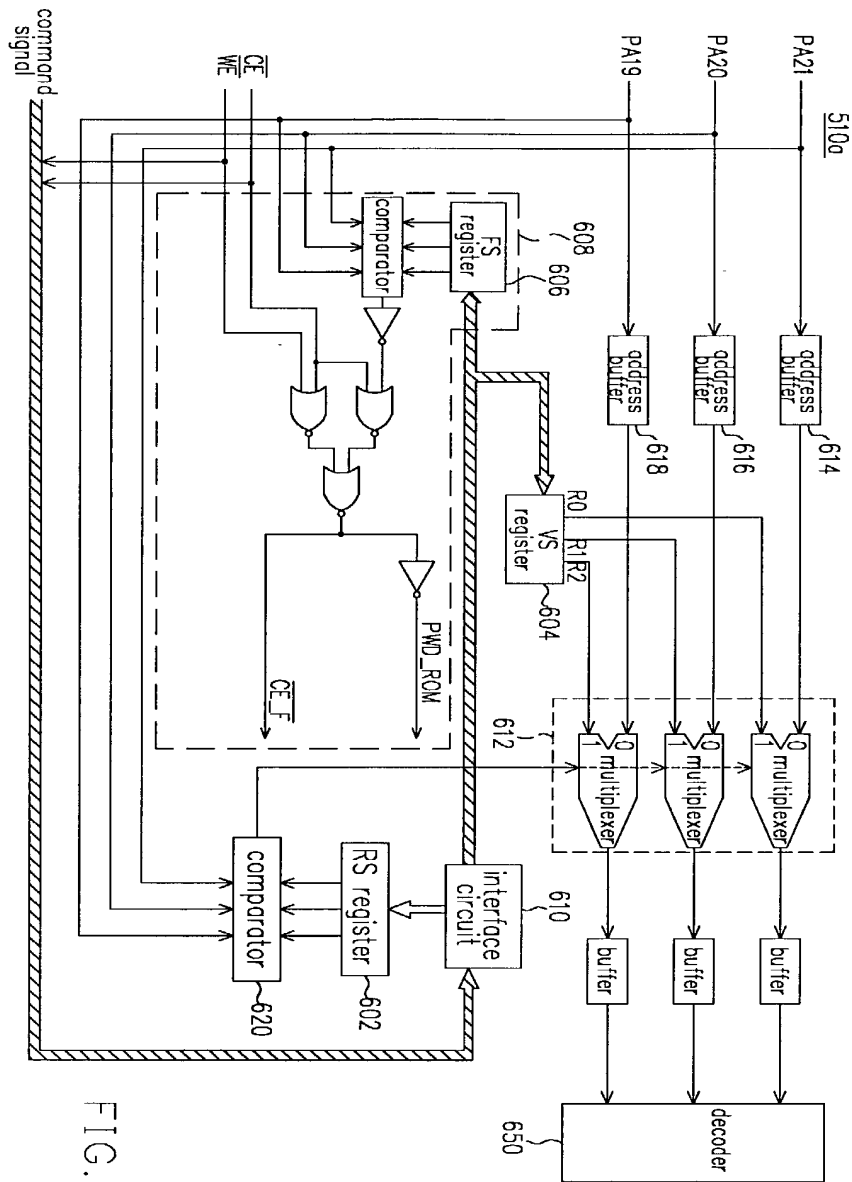 510a
PA21
PA20
PA19
CE
WE
command
signal
address
buffer
614
address
buffer
616
address
buffer
618
FS
register
606
608
comparator
VS
register
604
R0
R1
R2
PWD_ROM
CE_F
612
0
1
multiplexer
0
1
multiplexer
0
1
multiplexer
interface
circuit
610
RS register
602
comparator
620
buffer
buffer
buffer
decoder
650
FIG.